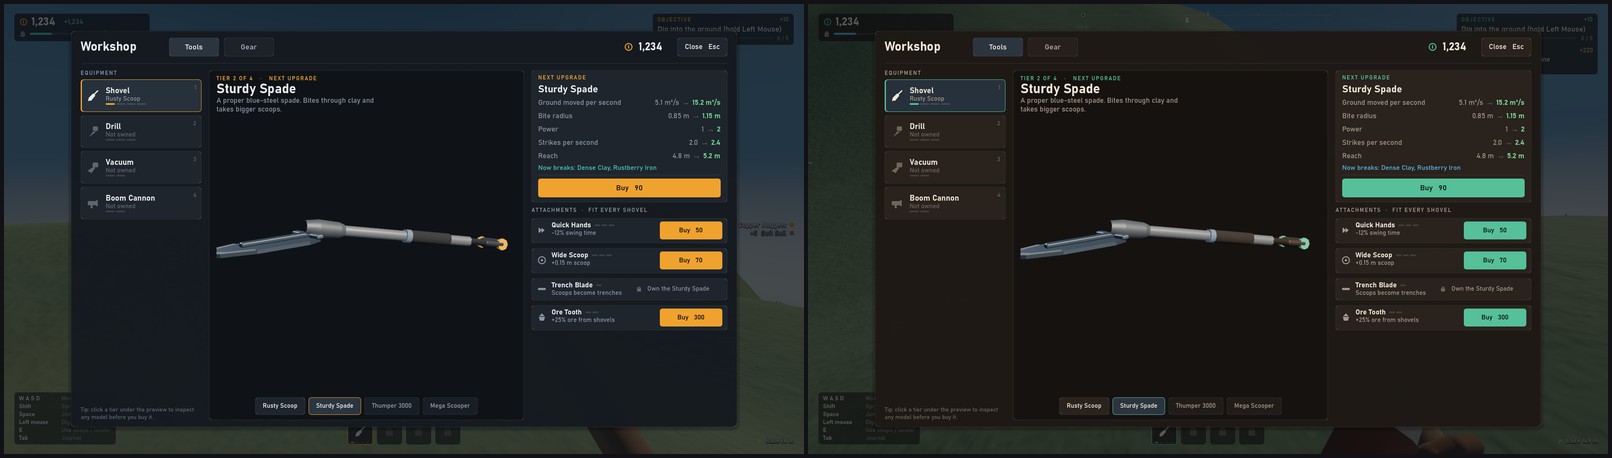 1,234 +1,234
OBJECTIVE +10
Dig into the ground (hold Left Mouse)
Workshop
Tools
Gear
1,234
Close Esc
EQUIPMENT
Shovel 1
Rusty Scoop
Drill 2
Not owned
Vacuum 3
Not owned
Boom Cannon 4
Not owned
Tip: click a tier under the preview to inspect
any model before you buy it.
TIER 2 OF 4 · NEXT UPGRADE
Sturdy Spade
A proper blue-steel spade. Bites through clay and
takes bigger scoops.
Rusty Scoop
Sturdy Spade
Thumper 3000
Mega Scooper
NEXT UPGRADE
Sturdy Spade
Ground moved per second 5.1 m³/s → 15.2 m³/s
Bite radius 0.85 m → 1.15 m
Power 1 → 2
Strikes per second 2.0 → 2.4
Reach 4.8 m → 5.2 m
Now breaks: Dense Clay, Rustberry Iron
Buy 90
ATTACHMENTS · FIT EVERY SHOVEL
Quick Hands
-12% swing time
Buy 50
Wide Scoop
+0.15 m scoop
Buy 70
Trench Blade
Scoops become trenches
Own the Sturdy Spade
Ore Tooth
+25% ore from shovels
Buy 300
W A S D
Shift
Space
Left mouse
E
Tab Journal
1,234
E
OBJECTIVE +10
Dig into the ground (hold Left Mouse)
+220
Workshop
Tools
Gear
1,234
Close Esc
EQUIPMENT
Shovel 1
Rusty Scoop
Drill 2
Not owned
Vacuum 3
Not owned
Boom Cannon 4
Not owned
Tip: click a tier under the preview to inspect
any model before you buy it.
TIER 2 OF 4 · NEXT UPGRADE
Sturdy Spade
A proper blue-steel spade. Bites through clay and
takes bigger scoops.
Rusty Scoop
Sturdy Spade
Thumper 3000
Mega Scooper
NEXT UPGRADE
Sturdy Spade
Ground moved per second 5.1 m³/s → 15.2 m³/s
Bite radius 0.85 m → 1.15 m
Power 1 → 2
Strikes per second 2.0 → 2.4
Reach 4.8 m → 5.2 m
Now breaks: Dense Clay, Rustberry Iron
Buy 90
ATTACHMENTS · FIT EVERY SHOVEL
Quick Hands
-12% swing time
Buy 50
Wide Scoop
+0.15 m scoop
Buy 70
Trench Blade
Scoops become trenches
Own the Sturdy Spade
Ore Tooth
+25% ore from shovels
Buy 300
W A S D
Shift
Space
Left mouse
E
Tab Journal